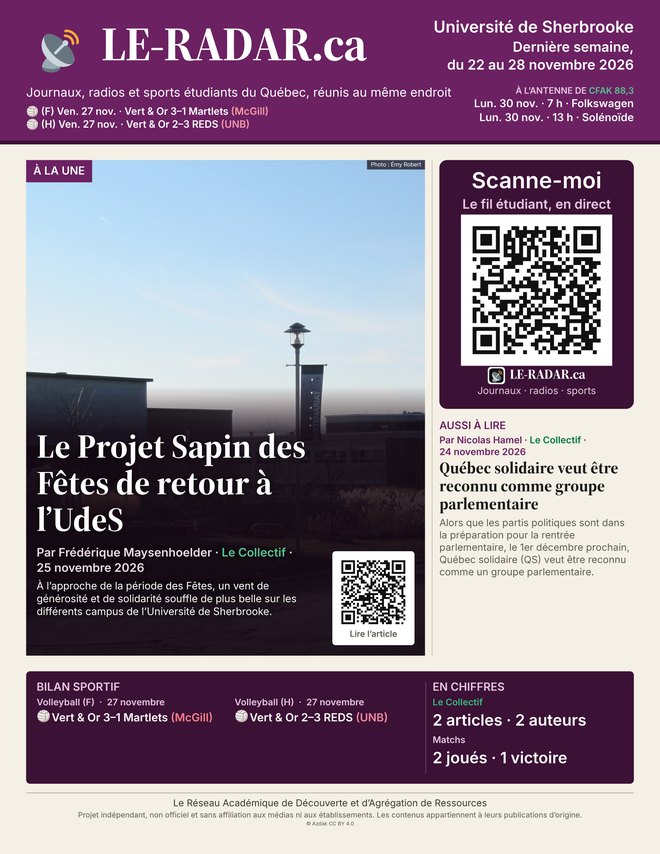 LE-RADAR.ca
Journaux, radios et sports étudiants du Québec, réunis au même endroit
(F) Ven. 27 nov. · Vert & Or 3–1 Martlets (McGill)
(H) Ven. 27 nov. · Vert & Or 2–3 REDS (UNB)
Université de Sherbrooke
Dernière semaine,
du 22 au 28 novembre 2026
À L'ANTENNE DE CFAK 88,3
Lun. 30 nov. · 7 h · Folkswagen
Lun. 30 nov. · 13 h · Solénoïde
À LA UNE
Photo : Émy Robert
Le Projet Sapin des
Fêtes de retour à
l'UdeS
Par Frédérique Maysenhoelder · Le Collectif ·
25 novembre 2026
À l'approche de la période des Fêtes, un vent de
générosité et de solidarité souffle de plus belle sur les
différents campus de l'Université de Sherbrooke.
Lire l'article
Scanne-moi
Le fil étudiant, en direct
LE-RADAR.ca
Journaux · radios · sports
AUSSI À LIRE
Par Nicolas Hamel · Le Collectif ·
24 novembre 2026
Québec solidaire veut être
reconnu comme groupe
parlementaire
Alors que les partis politiques sont dans
la préparation pour la rentrée
parlementaire, le 1er décembre prochain,
Québec solidaire (QS) veut être reconnu
comme un groupe parlementaire.
BILAN SPORTIF
Volleyball (F) · 27 novembre
Vert & Or 3–1 Martlets (McGill)
Volleyball (H) · 27 novembre
Vert & Or 2–3 REDS (UNB)
EN CHIFFRES
Le Collectif
2 articles · 2 auteurs
Matchs
2 joués · 1 victoire
Le Réseau Académique de Découverte et d'Agrégation de Ressources
Projet indépendant, non officiel et sans affiliation aux médias ni aux établissements. Les contenus appartiennent à leurs publications d'origine.
© Azdak CC BY 4.0